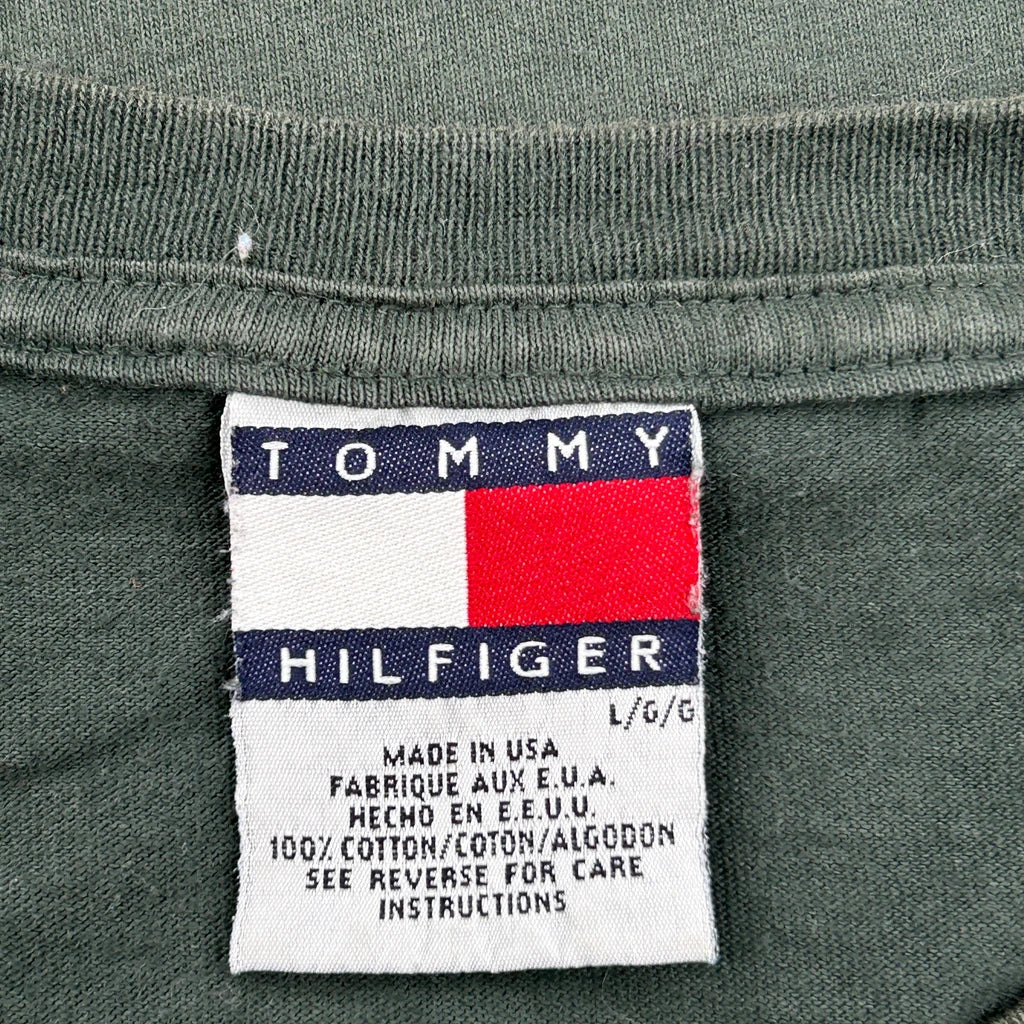 TOMMY
HILFIGER
L/G/G
MADE IN USA
FABRIQUE AUX E.U.A.
HECHO EN E.E.U.U.
100% COTTON/COTON/ALGODON
SEE REVERSE FOR CARE
INSTRUCTIONS